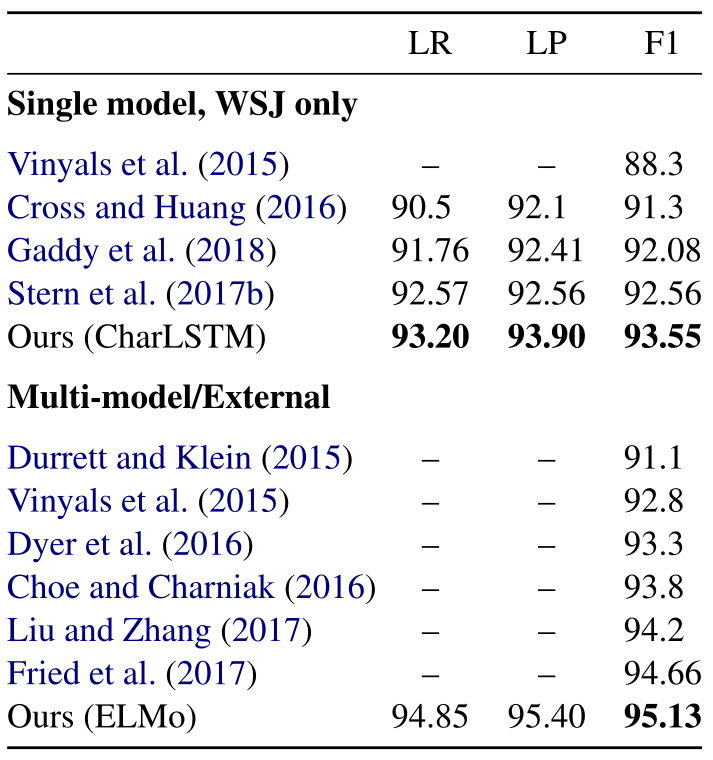 LR LP F1
Single model, WSJ only
Vinyals et al. (2015) – – 88.3
Cross and Huang (2016) 90.5 92.1 91.3
Gaddy et al. (2018) 91.76 92.41 92.08
Stern et al. (2017b) 92.57 92.56 92.56
Ours (CharLSTM) 93.20 93.90 93.55
Multi-model/External
Durrett and Klein (2015) – – 91.1
Vinyals et al. (2015) – – 92.8
Dyer et al. (2016) – – 93.3
Choe and Charniak (2016) – – 93.8
Liu and Zhang (2017) – – 94.2
Fried et al. (2017) – – 94.66
Ours (ELMo) 94.85 95.40 95.13